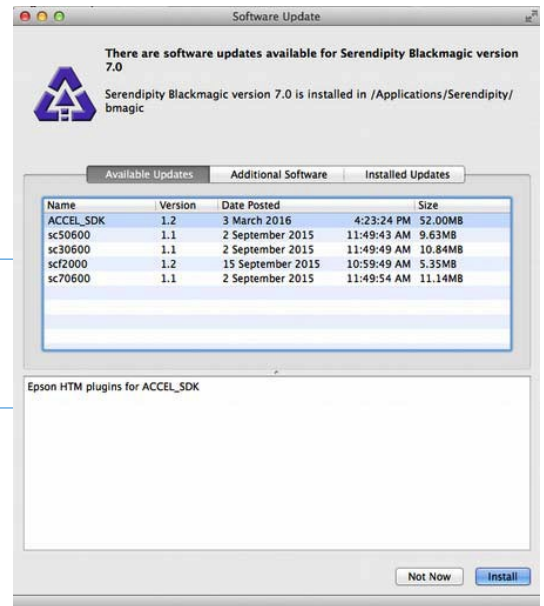 Software Update
There are software updates available for Serendipity Blackmagic version
7.0
Serendipity Blackmagic version 7.0 is installed in /Applications/Serendipity/
bmagic
Available Updates Additional Software Installed Updates
Name Version Date Posted Size
ACCEL_SDK 1.2 3 March 2016 4:23:24 PM 52.00MB
sc50600 1.1 2 September 2015 11:49:43 AM 9.63MB
sc30600 1.1 2 September 2015 11:49:49 AM 10.84MB
scf2000 1.2 15 September 2015 10:59:49 AM 5.35MB
sc70600 1.1 2 September 2015 11:49:54 AM 11.14MB
Epson HTM plugins for ACCEL_SDK
Not Now Install